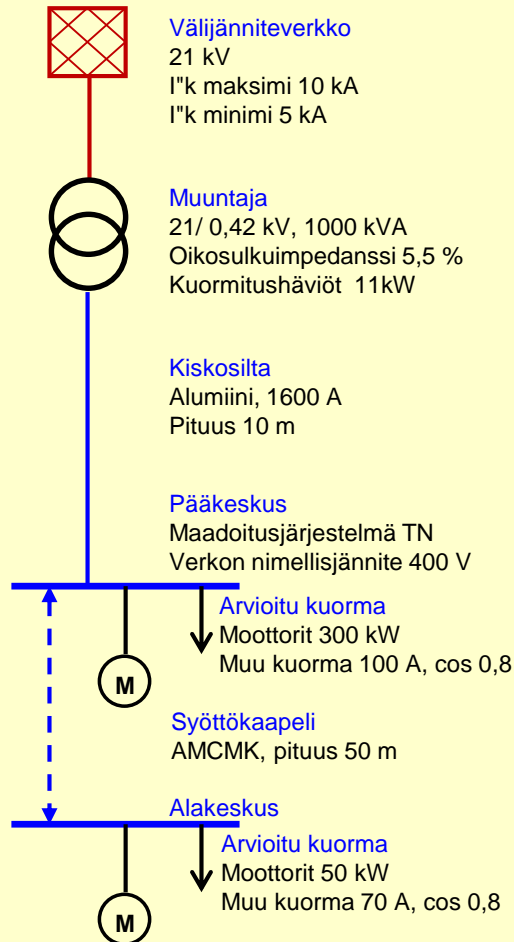 Välijänniteverkko
21 kV
I"k maksimi 10 kA
I"k minimi 5 kA
Muuntaja
21/ 0,42 kV, 1000 kVA
Oikosulkuimpedanssi 5,5 %
Kuormitushäviöt 11kW
Kiskosilta
Alumiini, 1600 A
Pituus 10 m
Pääkeskus
Maadoitusjärjestelmä TN
Verkon nimellisjännite 400 V
Arvioitu kuorma
Moottorit 300 kW
Muu kuorma 100 A, cos 0,8
M
Syöttökaapeli
AMCMK, pituus 50 m
Alakeskus
Arvioitu kuorma
Moottorit 50 kW
Muu kuorma 70 A, cos 0,8
M